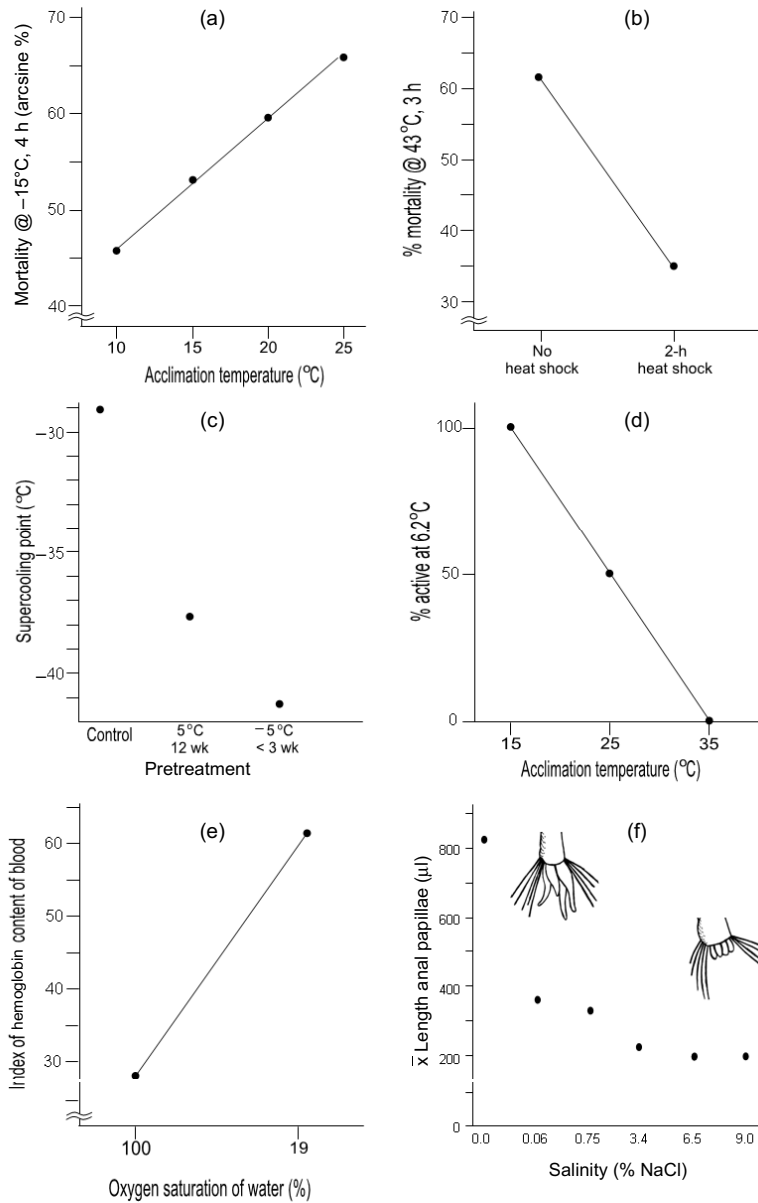 (a)
70
60
50
40
Mortality @ –15°C, 4 h (arcsine %)
10 15 20 25
Acclimation temperature (°C)
(b)
70
60
50
40
30
% mortality @ 43°C, 3 h
No 2-h
heat shock heat shock
(c)
–30
–35
–40
Supercooling point (°C)
Control 5°C –5°C
12 wk < 3 wk
Pretreatment
(d)
100
50
0
% active at 6.2°C
15 25 35
Acclimation temperature (°C)
(e)
60
50
40
30
Index of hemoglobin content of blood
100 19
Oxygen saturation of water (%)
(f)
800
600
400
200
0
x̄ Length anal papillae (µl)
0.0 0.06 0.75 3.4 6.5 9.0
Salinity (% NaCl)